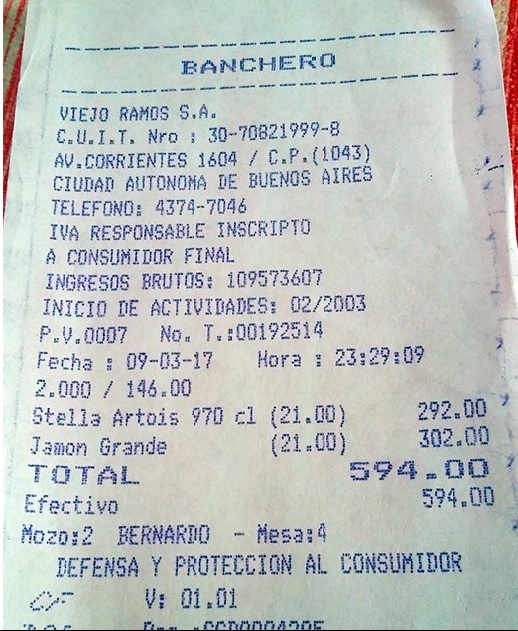 BANCHERO
VIEJO RAMOS S.A.
C.U.I.T. Nro : 30-70821999-8
AV.CORRIENTES 1604 / C.P.(1043)
CIUDAD AUTONOMA DE BUENOS AIRES
TELEFONO: 4374-7046
IVA RESPONSABLE INSCRIPTO
A CONSUMIDOR FINAL
INGRESOS BRUTOS: 109573607
INICIO DE ACTIVIDADES: 02/2003
P.V.0007 No. T.:00192514
Fecha : 09-03-17 Hora : 23:29:09
2.000 / 146.00
Stella Artois 970 cl (21.00) 292.00
Jamon Grande (21.00) 302.00
TOTAL 594.00
Efectivo 594.00
Mozo:2 BERNARDO - Mesa:4
DEFENSA Y PROTECCION AL CONSUMIDOR
CF V: 01.01